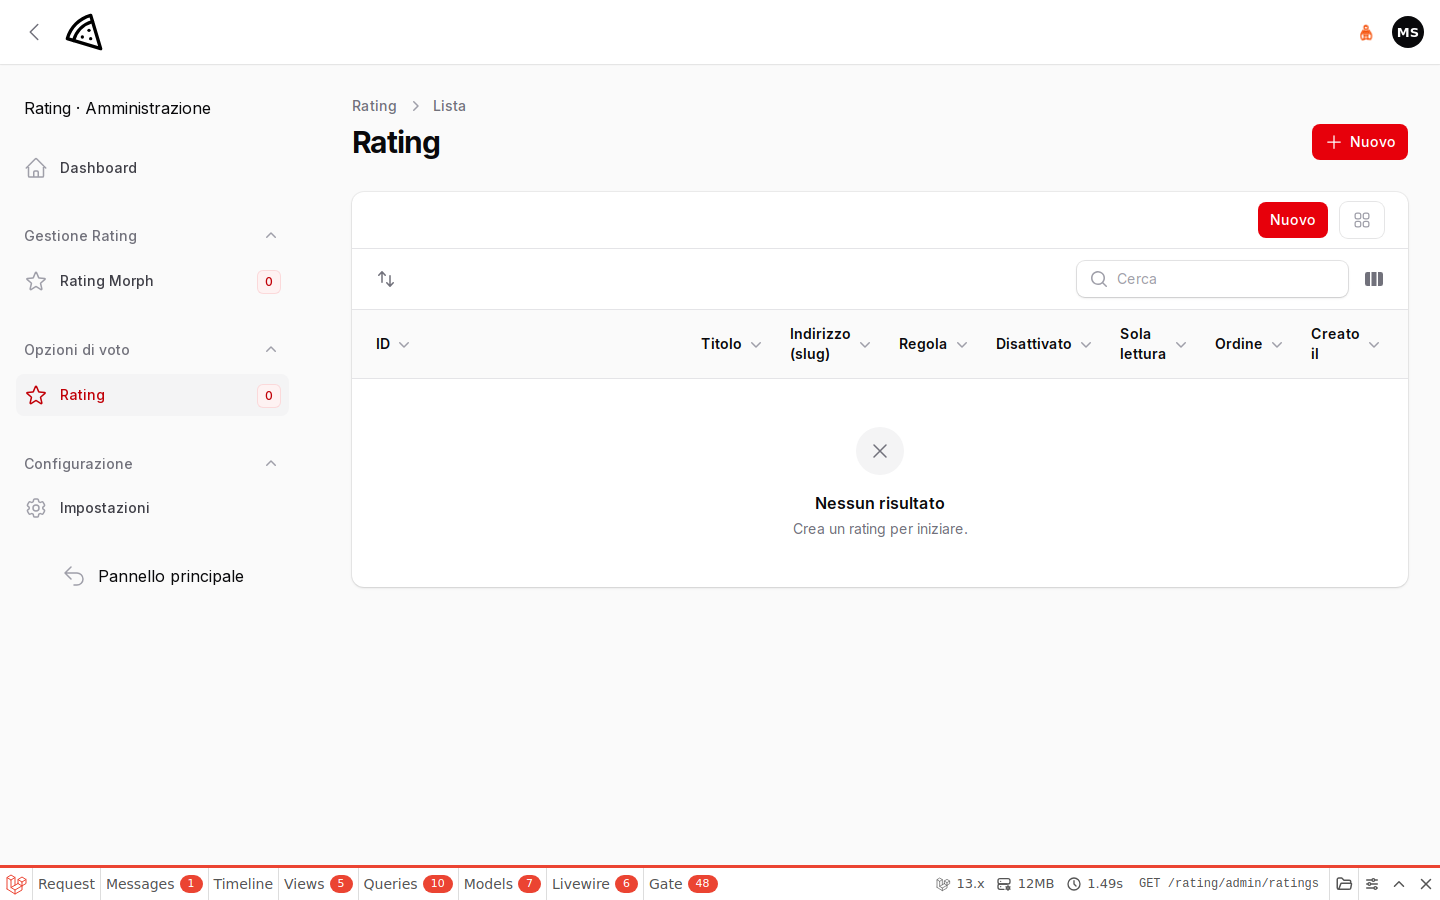 MS
Rating · Amministrazione
Dashboard
Gestione Rating
Rating Morph 0
Opzioni di voto
Rating 0
Configurazione
Impostazioni
Pannello principale
Rating Lista
Rating
Nuovo
Nuovo
Cerca
ID Titolo Indirizzo (slug) Regola Disattivato Sola lettura Ordine Creato il
Nessun risultato
Crea un rating per iniziare.
Request Messages 1 Timeline Views 5 Queries 10 Models 7 Livewire 6 Gate 48 13.x 12MB 1.49s GET /rating/admin/ratings